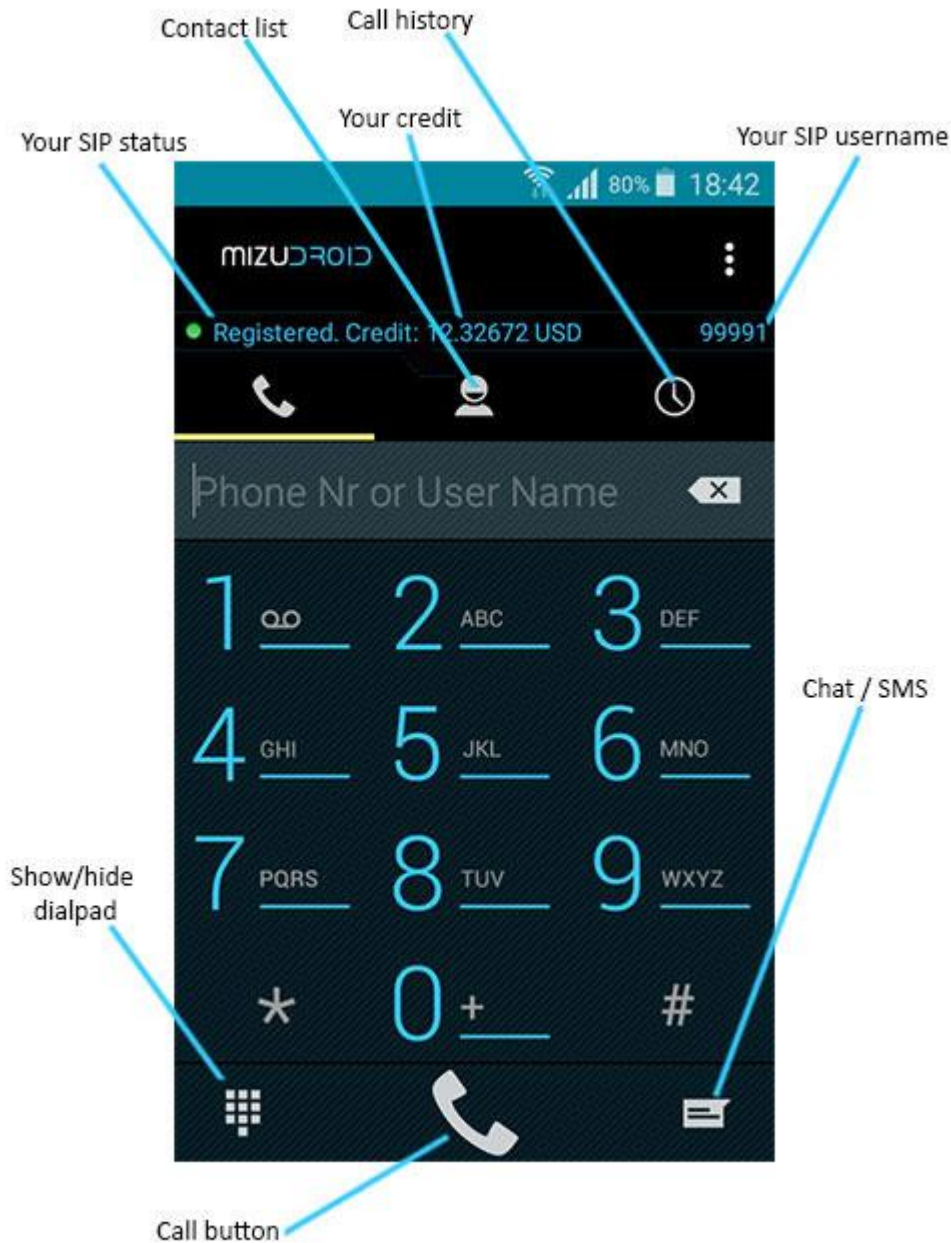 Contact list
Call history
Your credit
Your SIP status
Your SIP username
80% 18:42
MIZUDROID
Registered. Credit: 12.32672 USD 99991
Phone Nr or User Name
1 2 ABC 3 DEF
Chat / SMS
4 GHI 5 JKL 6 MNO
7 PQRS 8 TUV 9 WXYZ
Show/hide
dialpad
* 0 + #
Call button